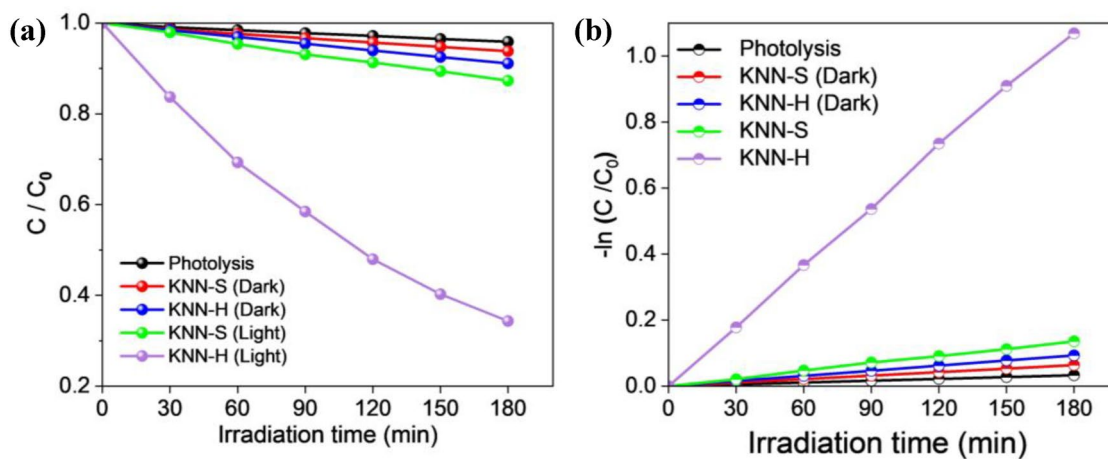 (a)
C / C₀
1.0
0.8
0.6
0.4
0.2
0
30
60
90
120
150
180
Irradiation time (min)
Photolysis
KNN-S (Dark)
KNN-H (Dark)
KNN-S (Light)
KNN-H (Light)
(b)
-ln (C /C₀)
1.0
0.8
0.6
0.4
0.2
0.0
0
30
60
90
120
150
180
Irradiation time (min)
Photolysis
KNN-S (Dark)
KNN-H (Dark)
KNN-S
KNN-H